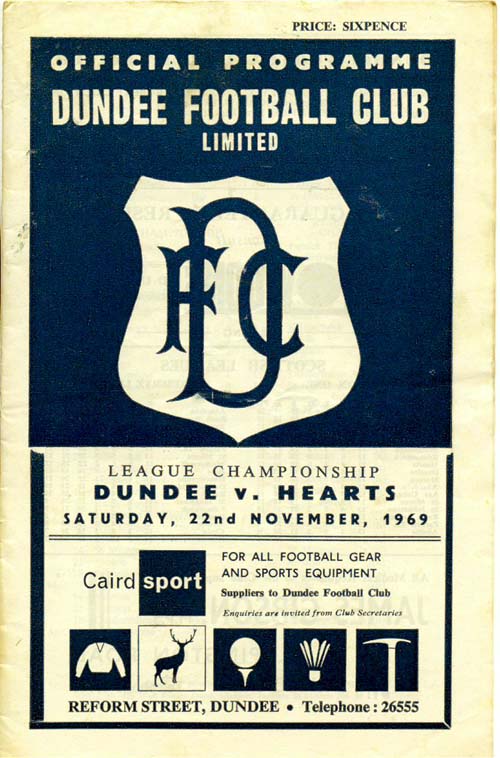 PRICE: SIXPENCE
OFFICIAL PROGRAMME
DUNDEE FOOTBALL CLUB
LIMITED
DFC
LEAGUE CHAMPIONSHIP
DUNDEE v. HEARTS
SATURDAY, 22nd NOVEMBER, 1969
Caird sport
FOR ALL FOOTBALL GEAR
AND SPORTS EQUIPMENT
Suppliers to Dundee Football Club
Enquiries are invited from Club Secretaries
REFORM STREET, DUNDEE • Telephone : 26555